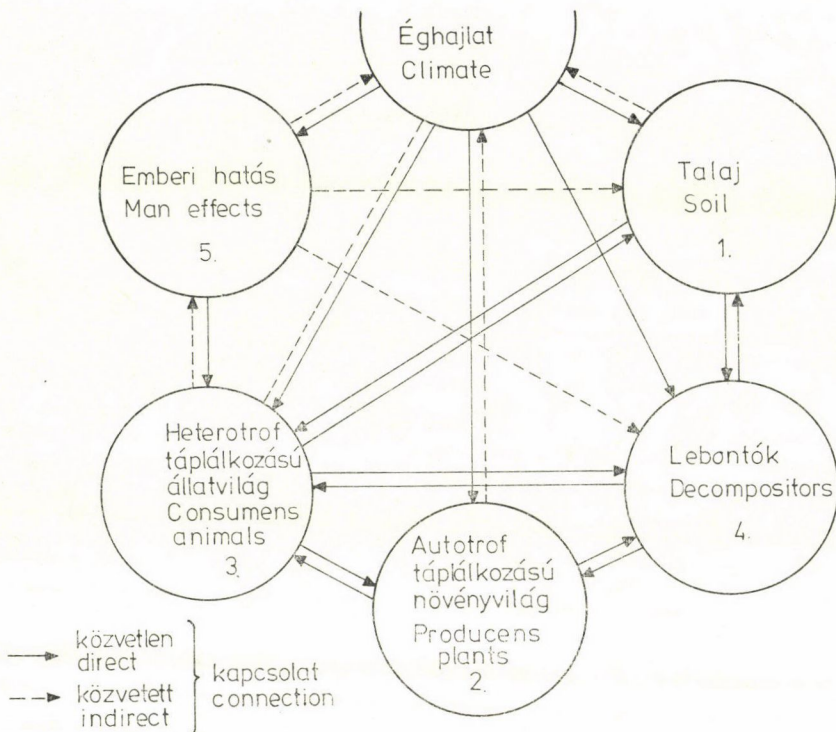 Éghajlat
Climate
Emberi hatás
Man effects
5.
Talaj
Soil
1.
Heterotrof
táplálkozású
állatvilág
Consumens
animals
3.
Lebontók
Decompositors
4.
Autotrof
táplálkozású
növényvilág
Producens
plants
2.
közvetlen
direct
közvetett
indirect
kapcsolat
connection